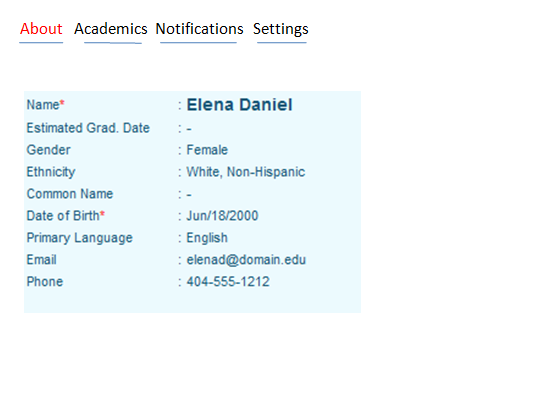 About Academics Notifications Settings
Name* : Elena Daniel
Estimated Grad. Date : -
Gender : Female
Ethnicity : White, Non-Hispanic
Common Name : -
Date of Birth* : Jun/18/2000
Primary Language : English
Email : elenad@domain.edu
Phone : 404-555-1212